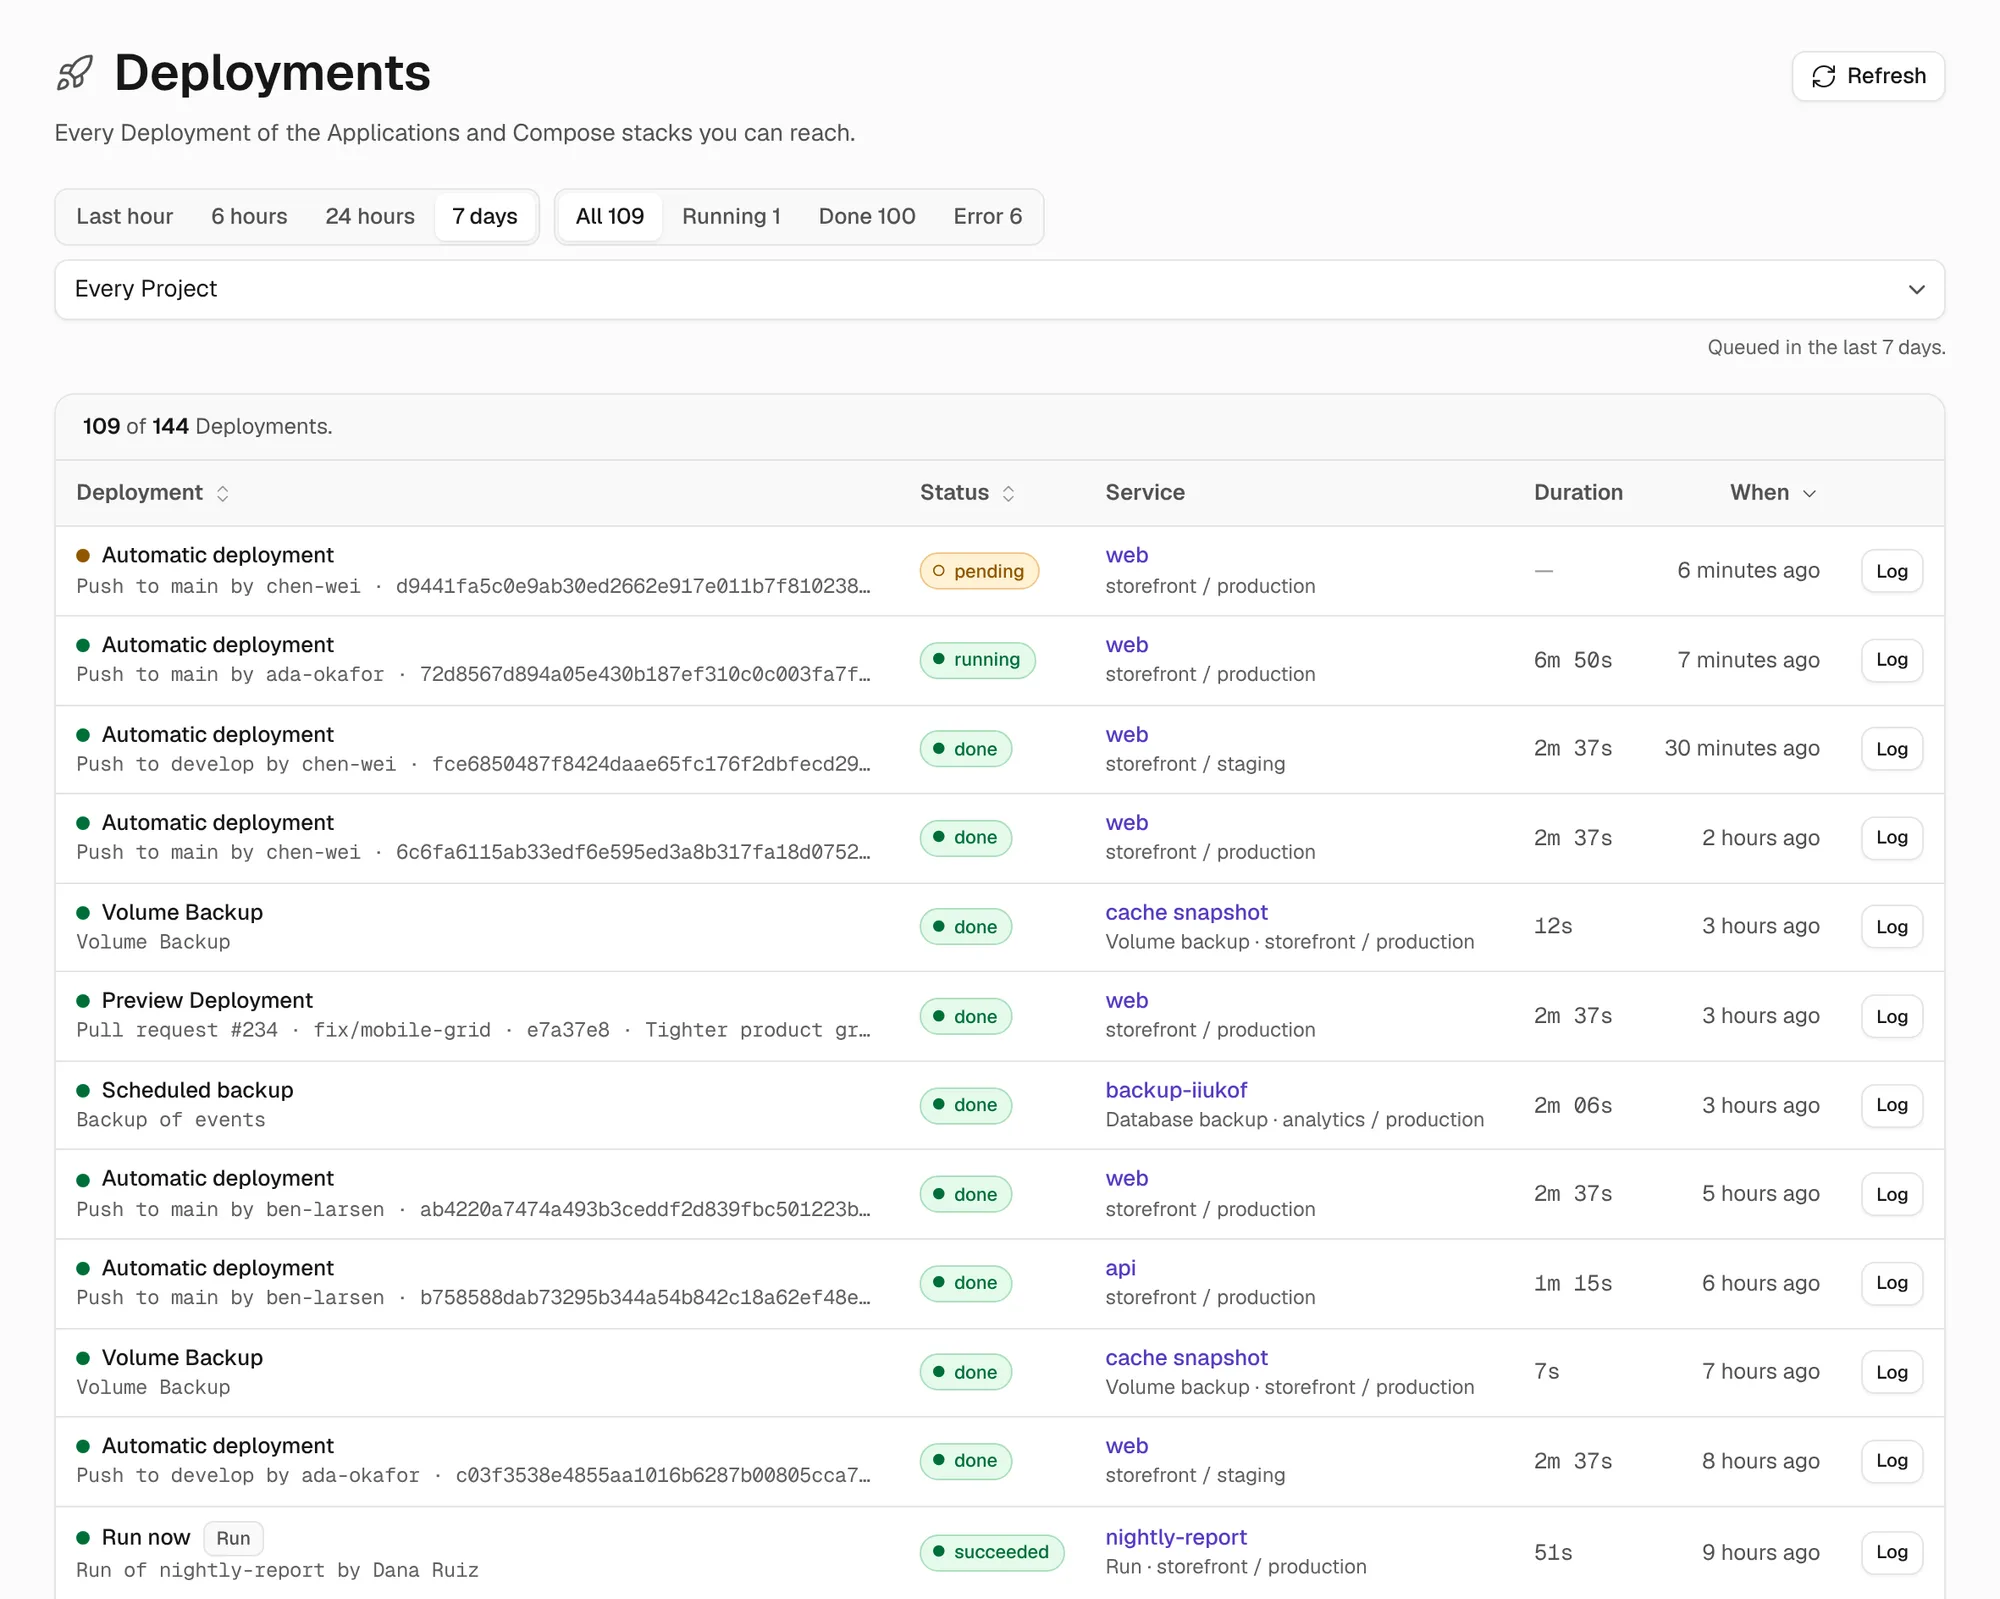 Deployments
Refresh
Every Deployment of the Applications and Compose stacks you can reach.
Last hour 6 hours 24 hours 7 days All 109 Running 1 Done 100 Error 6
Every Project
Queued in the last 7 days.
109 of 144 Deployments.
Deployment Status Service Duration When
Automatic deployment
Push to main by chen-wei · d9441fa5c0e9ab30ed2662e917e011b7f810238…
pending
web
storefront / production
—
6 minutes ago
Log
Automatic deployment
Push to main by ada-okafor · 72d8567d894a05e430b187ef310c0c003fa7f…
running
web
storefront / production
6m 50s
7 minutes ago
Log
Automatic deployment
Push to develop by chen-wei · fce6850487f8424daae65fc176f2dbfecd29…
done
web
storefront / staging
2m 37s
30 minutes ago
Log
Automatic deployment
Push to main by chen-wei · 6c6fa6115ab33edf6e595ed3a8b317fa18d0752…
done
web
storefront / production
2m 37s
2 hours ago
Log
Volume Backup
Volume Backup
done
cache snapshot
Volume backup · storefront / production
12s
3 hours ago
Log
Preview Deployment
Pull request #234 · fix/mobile-grid · e7a37e8 · Tighter product gr…
done
web
storefront / production
2m 37s
3 hours ago
Log
Scheduled backup
Backup of events
done
backup-iiukof
Database backup · analytics / production
2m 06s
3 hours ago
Log
Automatic deployment
Push to main by ben-larsen · ab4220a7474a493b3ceddf2d839fbc501223b…
done
web
storefront / production
2m 37s
5 hours ago
Log
Automatic deployment
Push to main by ben-larsen · b758588dab73295b344a54b842c18a62ef48e…
done
api
storefront / production
1m 15s
6 hours ago
Log
Volume Backup
Volume Backup
done
cache snapshot
Volume backup · storefront / production
7s
7 hours ago
Log
Automatic deployment
Push to develop by ada-okafor · c03f3538e4855aa1016b6287b00805cca7…
done
web
storefront / staging
2m 37s
8 hours ago
Log
Run now Run
Run of nightly-report by Dana Ruiz
succeeded
nightly-report
Run · storefront / production
51s
9 hours ago
Log